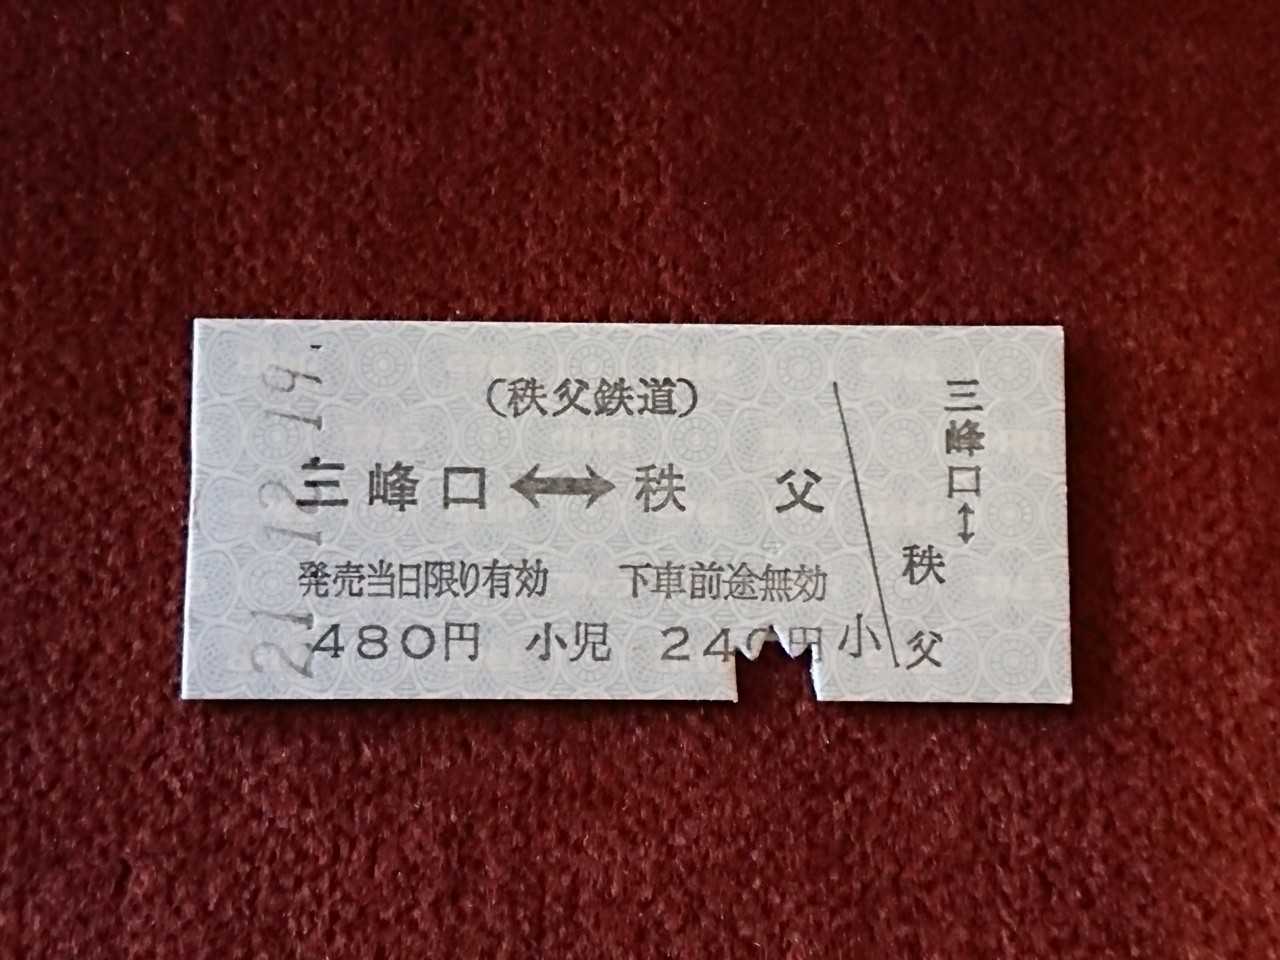 21.12.19.
(秩父鉄道)
三峰口↔秩父
発売当日限り有効 下車前途無効
480円 小児 240円
小
三峰口↔
秩父